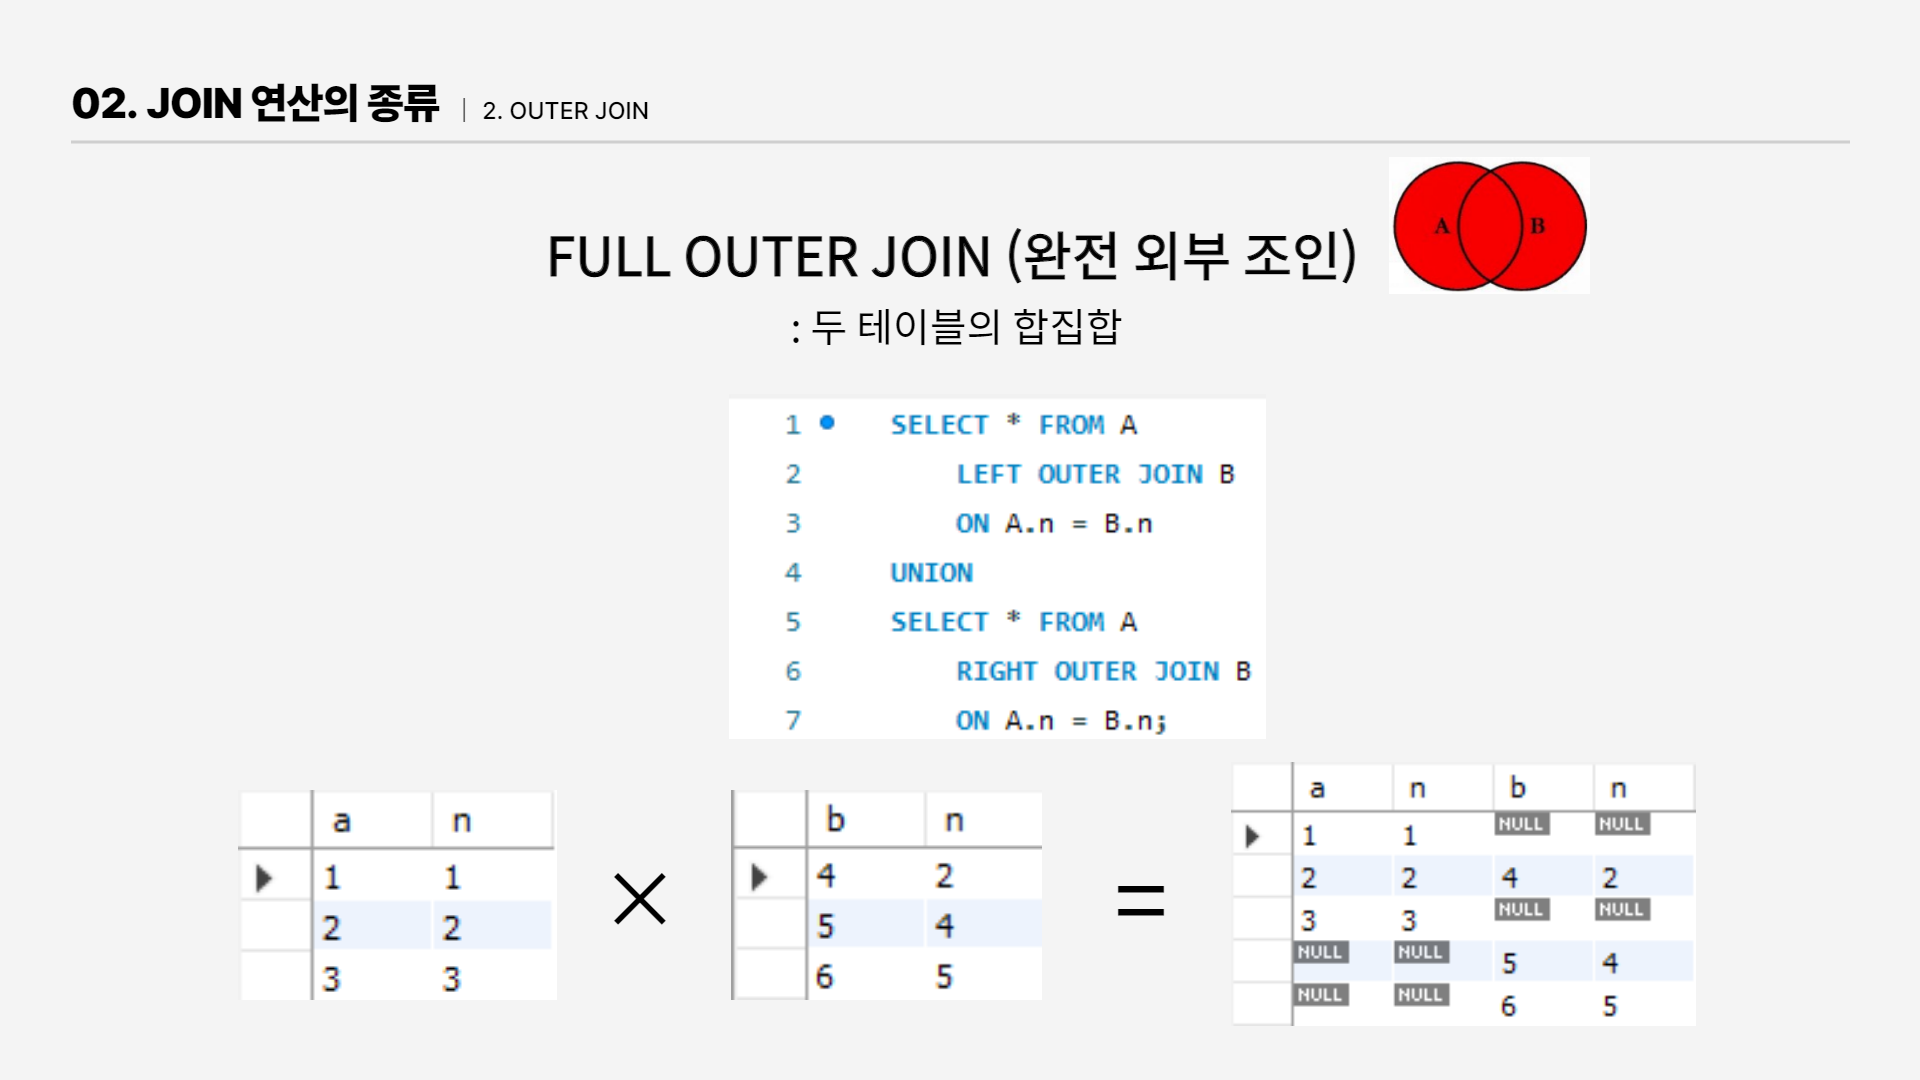 02. JOIN 연산의 종류 | 2. OUTER JOIN
FULL OUTER JOIN (완전 외부 조인)
A B
: 두 테이블의 합집합
1 SELECT * FROM A
2 LEFT OUTER JOIN B
3 ON A.n = B.n
4 UNION
5 SELECT * FROM A
6 RIGHT OUTER JOIN B
7 ON A.n = B.n;
a n
1 1
2 2
3 3
×
b n
4 2
5 4
6 5
=
a n b n
1 1 NULL NULL
2 2 4 2
3 3 NULL NULL
NULL NULL 5 4
NULL NULL 6 5